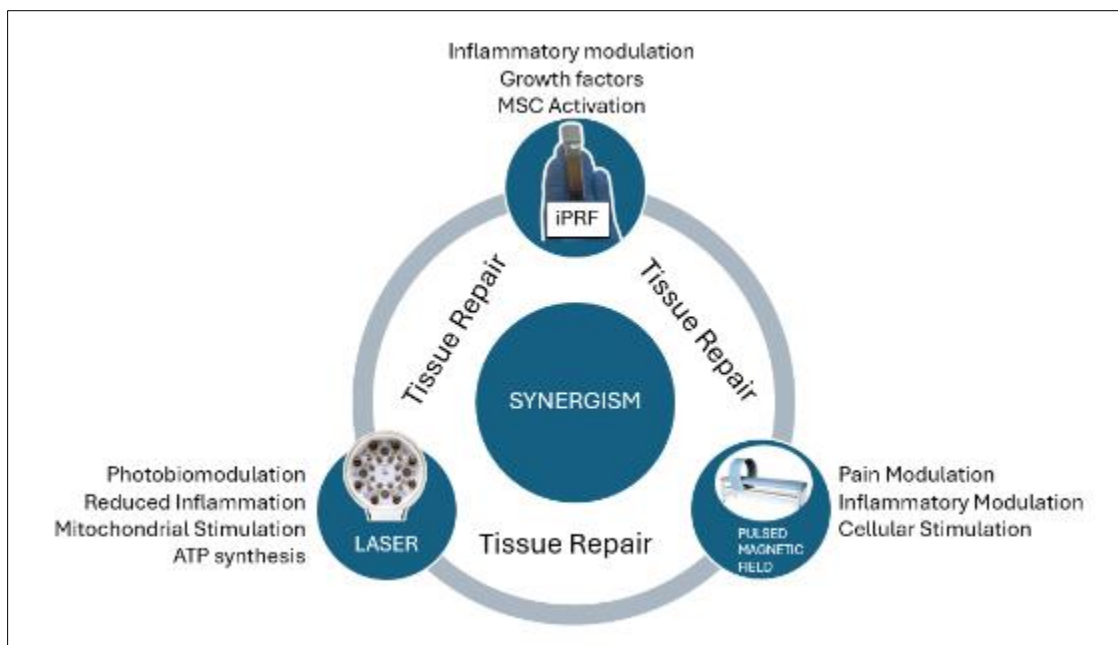 Inflammatory modulation
Growth factors
MSC Activation
iPRF
Tissue Repair
Tissue Repair
SYNERGISM
Photobiomodulation
Reduced Inflammation
Mitochondrial Stimulation
ATP synthesis
LASER
Tissue Repair
PULSED
MAGNETIC
FIELD
Pain Modulation
Inflammatory Modulation
Cellular Stimulation